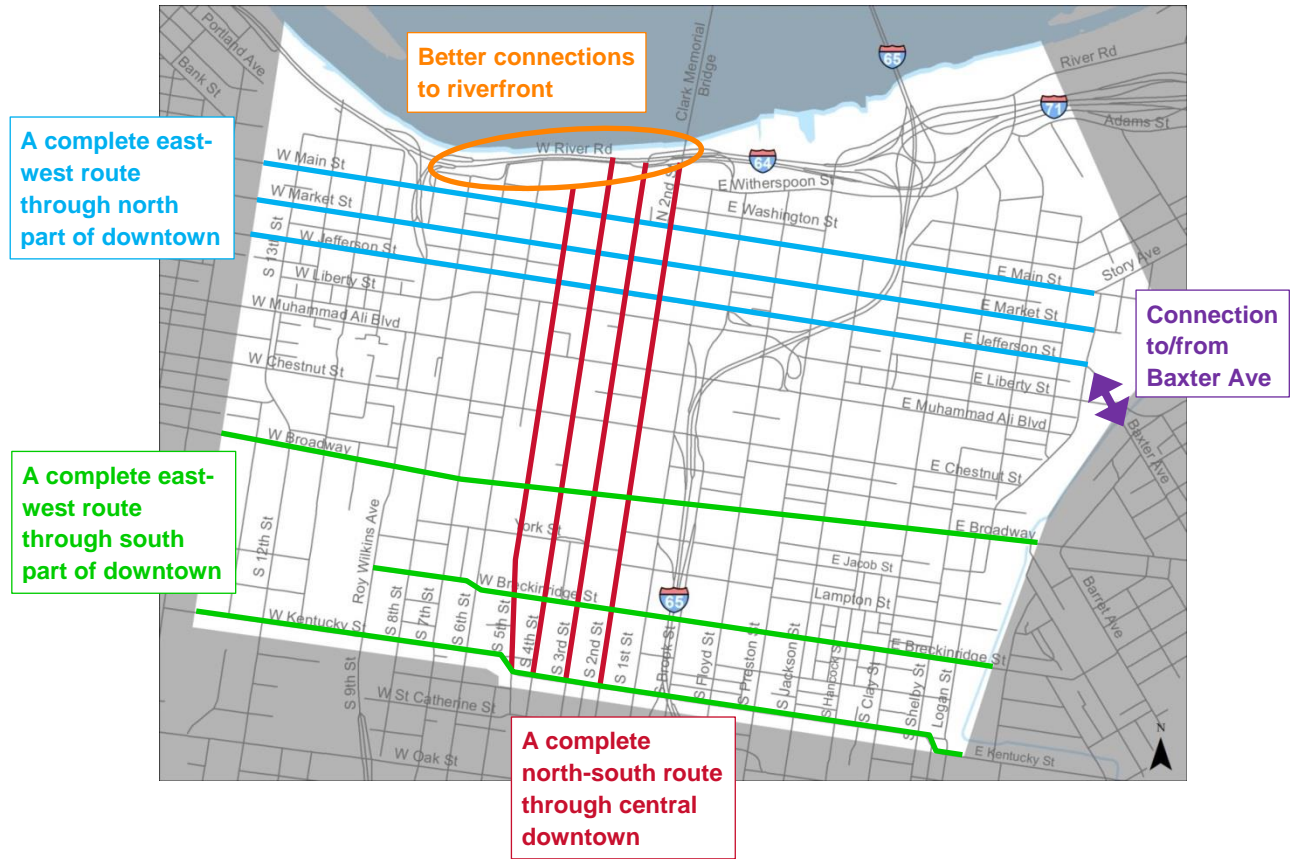 Portland Ave
Bank St
Better connections
to riverfront
Clark Memorial
Bridge
65
River Rd
71
Adams St
A complete east-
west route
through north
part of downtown
W River Rd
64
W Main St
W Market St
W Jefferson St
S 13th St
W Liberty St
W Muhammad Ali Blvd
W Chestnut St
N 2nd St
E Witherspoon St
E Washington St
E Main St
Story Ave
E Market St
E Jefferson St
E Liberty St
E Muhammad Ali Blvd
E Chestnut St
Connection
to/from
Baxter Ave
Baxter Ave
W Broadway
E Broadway
A complete east-
west route
through south
part of downtown
S 12th St
Roy Wilkins Ave
York St
E Jacob St
Lampton St
Barret Ave
W Breckinridge St
65
E Breckinridge St
W Kentucky St
S 8th St
S 7th St
S 6th St
S 5th St
S 4th St
S 3rd St
S 2nd St
S 1st St
S Brook St
S Floyd St
S Preston St
S Jackson St
S Hancock St
S Clay St
S Shelby St
Logan St
S 9th St
W St Catherine St
W Oak St
E Kentucky St
N
A complete
north-south route
through central
downtown